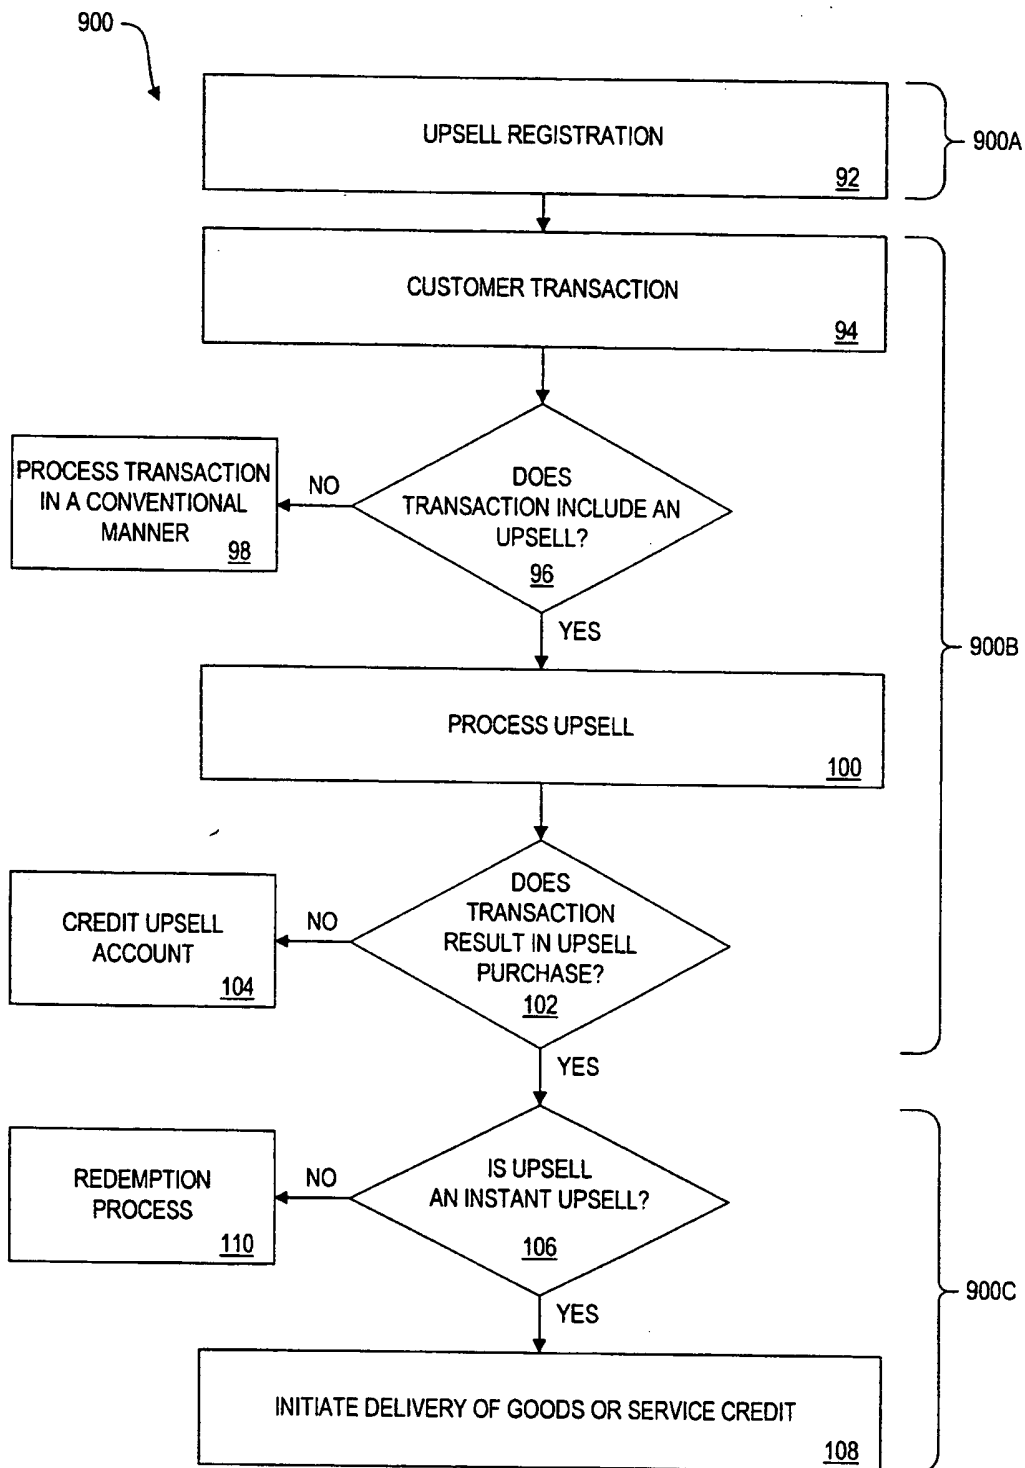 900
UPSELL REGISTRATION
92
900A
CUSTOMER TRANSACTION
94
PROCESS TRANSACTION
IN A CONVENTIONAL
MANNER
98
NO
DOES
TRANSACTION INCLUDE AN
UPSELL?
96
YES
900B
PROCESS UPSELL
100
CREDIT UPSELL
ACCOUNT
104
NO
DOES
TRANSACTION
RESULT IN UPSELL
PURCHASE?
102
YES
REDEMPTION
PROCESS
110
NO
IS UPSELL
AN INSTANT UPSELL?
106
YES
900C
INITIATE DELIVERY OF GOODS OR SERVICE CREDIT
108